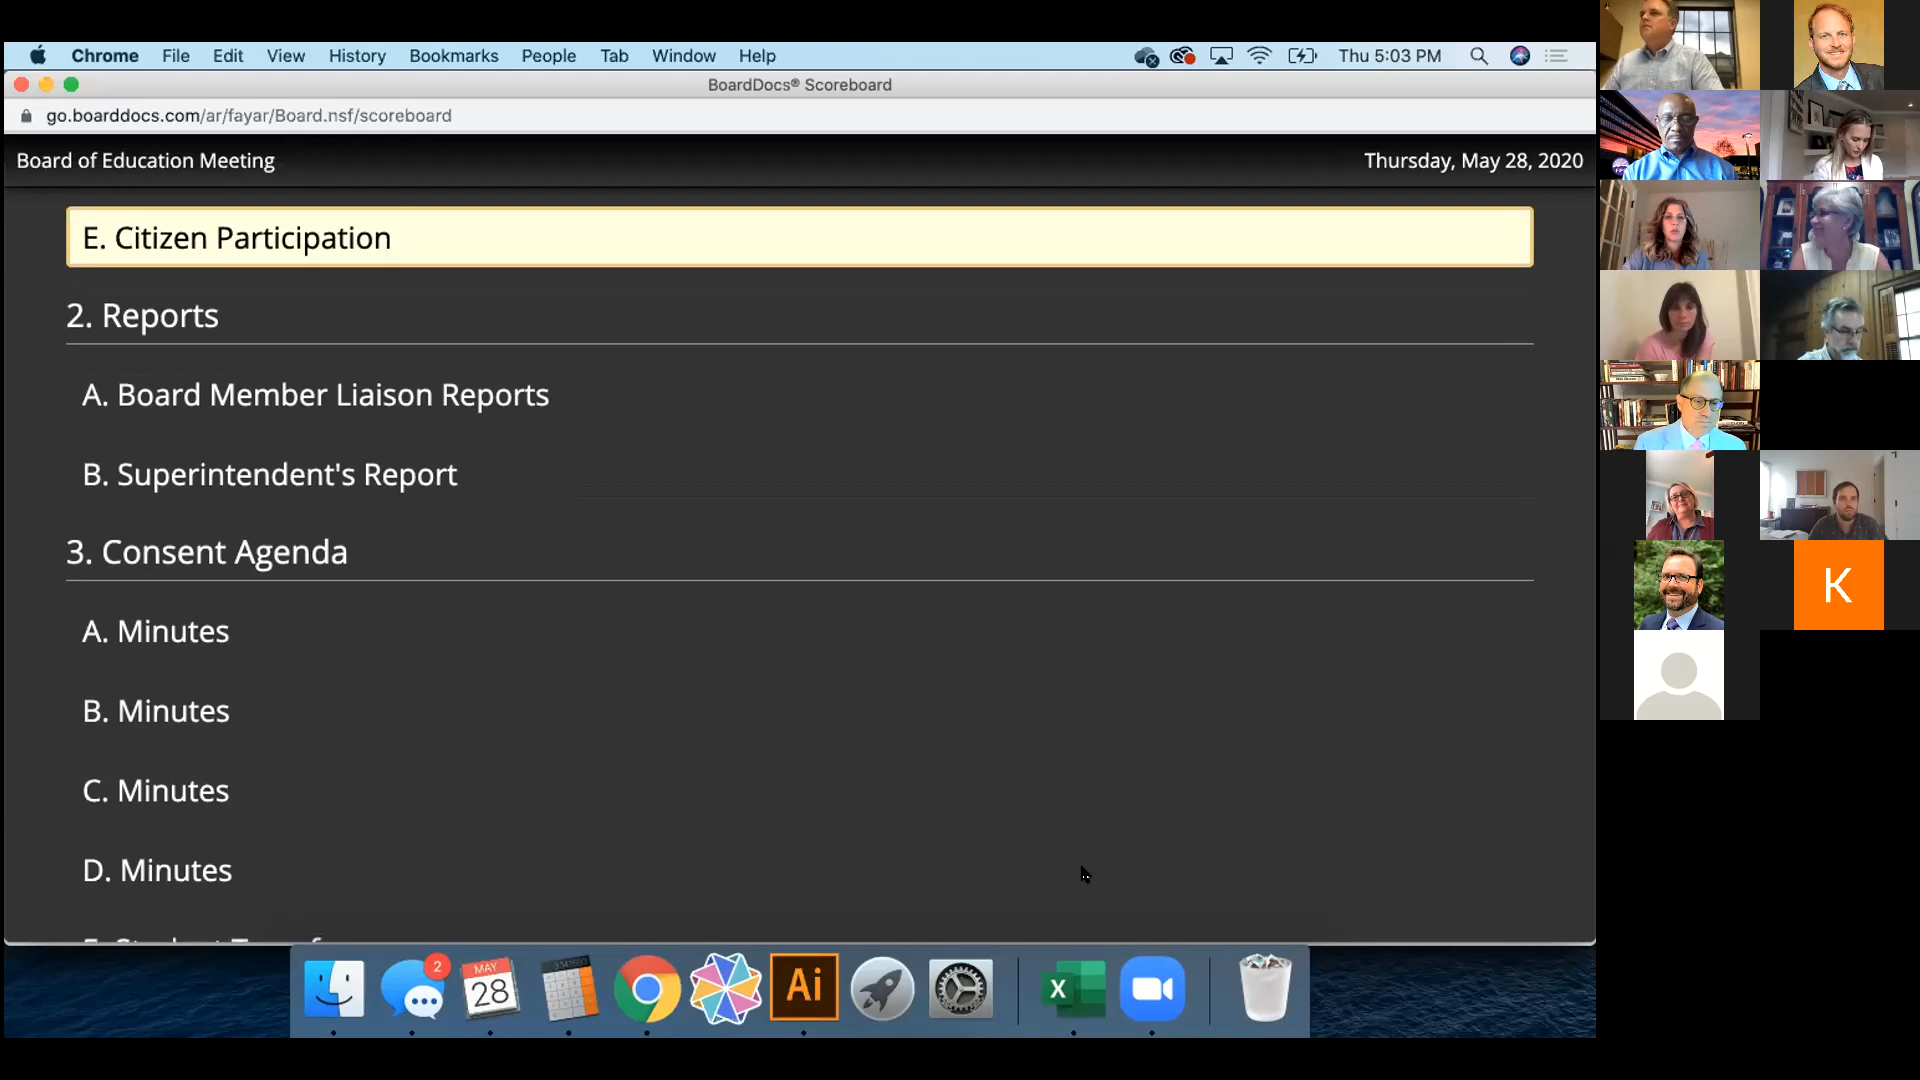 Chrome File Edit View History Bookmarks People Tab Window Help Thu 5:03 PM
BoardDocs® Scoreboard
go.boarddocs.com/ar/fayar/Board.nsf/scoreboard
Board of Education Meeting Thursday, May 28, 2020
E. Citizen Participation
2. Reports
A. Board Member Liaison Reports
B. Superintendent's Report
3. Consent Agenda
A. Minutes
B. Minutes
C. Minutes
D. Minutes
K
2
MAY
28
Ai
X